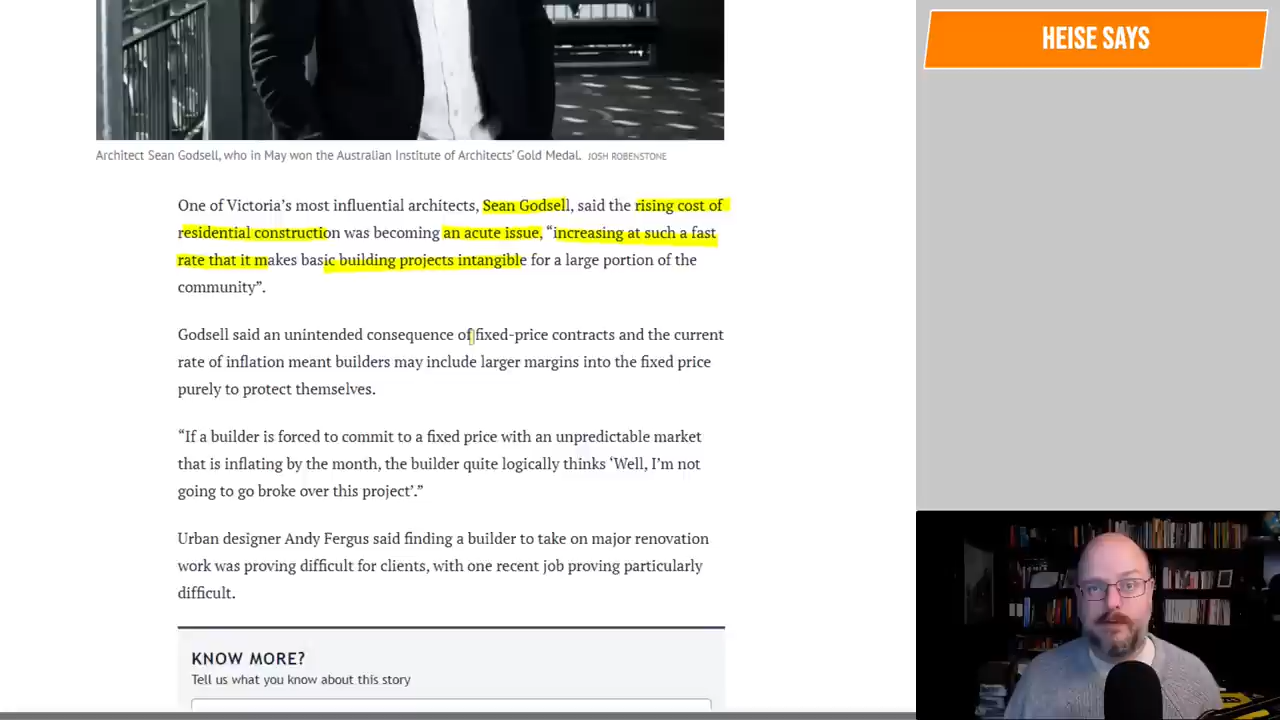 HEISE SAYS
Architect Sean Godsell, who in May won the Australian Institute of Architects' Gold Medal. JOSH ROBENSTONE
One of Victoria's most influential architects, Sean Godsell, said the rising cost of
residential construction was becoming an acute issue, “increasing at such a fast
rate that it makes basic building projects intangible for a large portion of the
community”.
Godsell said an unintended consequence of fixed-price contracts and the current
rate of inflation meant builders may include larger margins into the fixed price
purely to protect themselves.
“If a builder is forced to commit to a fixed price with an unpredictable market
that is inflating by the month, the builder quite logically thinks ‘Well, I'm not
going to go broke over this project’.”
Urban designer Andy Fergus said finding a builder to take on major renovation
work was proving difficult for clients, with one recent job proving particularly
difficult.
KNOW MORE?
Tell us what you know about this story